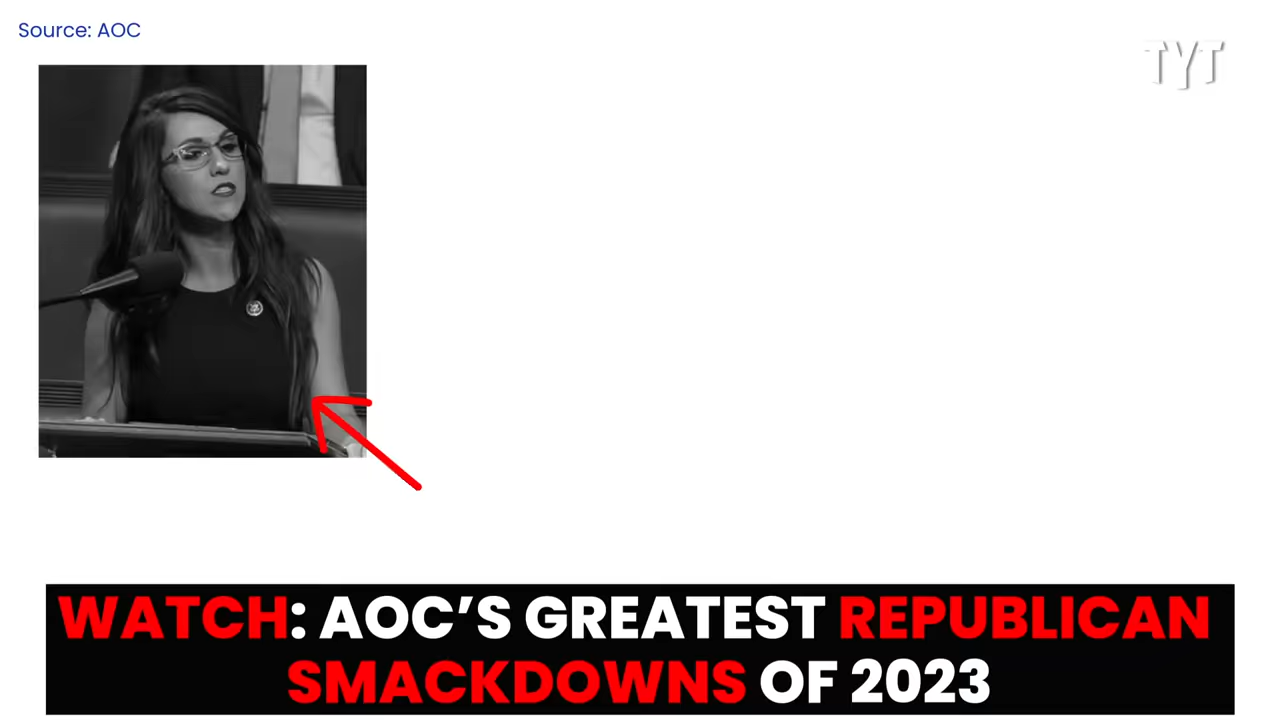 Source: AOC
TYT
WATCH: AOC’S GREATEST REPUBLICAN
SMACKDOWNS OF 2023